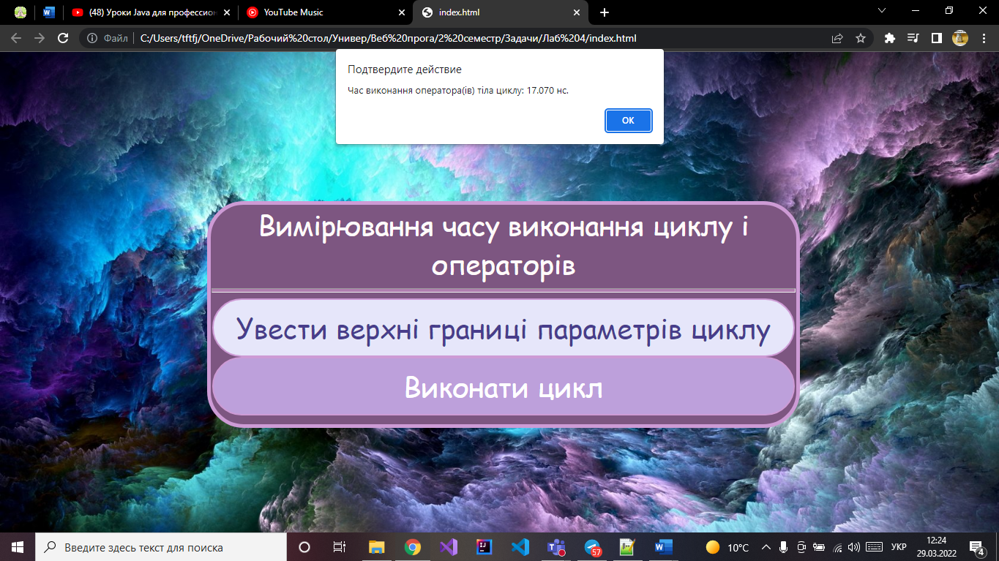 (48) Уроки Java для профессион
YouTube Music
index.html
Файл
C:/Users/tftfj/OneDrive/Рабочий%20стол/Универ/Веб%20прога/2%20семестр/Задачи/Лаб%204/index.html
Подтвердите действие
Час виконання оператора(ів) тіла циклу: 17.070 нс.
ОК
Вимірювання часу виконання циклу і
операторів
Увести верхні границі параметрів циклу
Виконати цикл
Введите здесь текст для поиска
57
10°C
УКР
12:24
29.03.2022
4